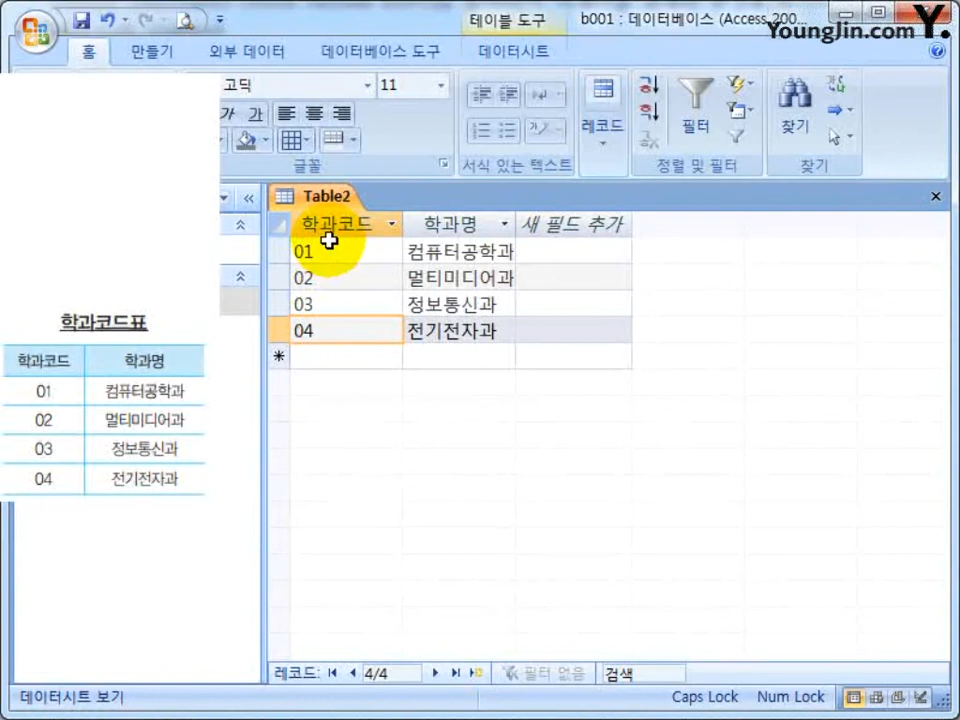 테이블 도구
b001 : 데이터베이스 (Access 200...
YoungJin.com Y.
홈
만들기
외부 데이터
데이터베이스 도구
데이터시트
고딕
11
가
가
레코드
필터
찾기
글꼴
서식 있는 텍스트
정렬 및 필터
찾기
Table2
학과코드
학과명
새 필드 추가
01 컴퓨터공학과
02 멀티미디어과
03 정보통신과
04 전기전자과
학과코드표
학과코드 학과명
01 컴퓨터공학과
02 멀티미디어과
03 정보통신과
04 전기전자과
레코드: 4/4 필터 없음 검색
데이터시트 보기
Caps Lock
Num Lock